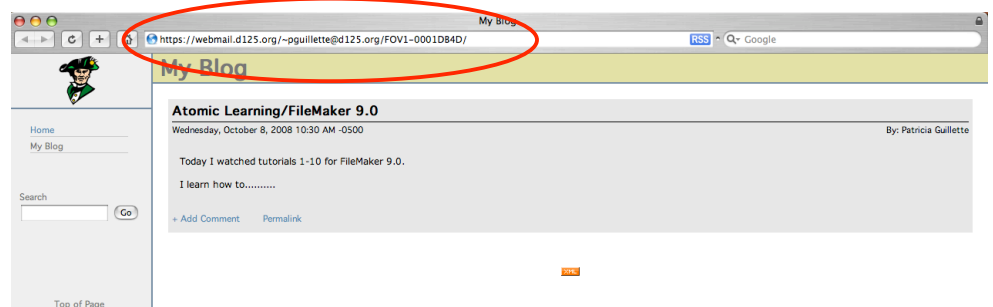 My Blog
https://webmail.d125.org/~pguillette@d125.org/FOV1-0001DB4D/
RSS
Google
My Blog
Home
My Blog
Search
Go
Atomic Learning/FileMaker 9.0
Wednesday, October 8, 2008 10:30 AM -0500 By: Patricia Guillette
Today I watched tutorials 1-10 for FileMaker 9.0.
I learn how to..........
+ Add Comment Permalink
XML
Top of Page